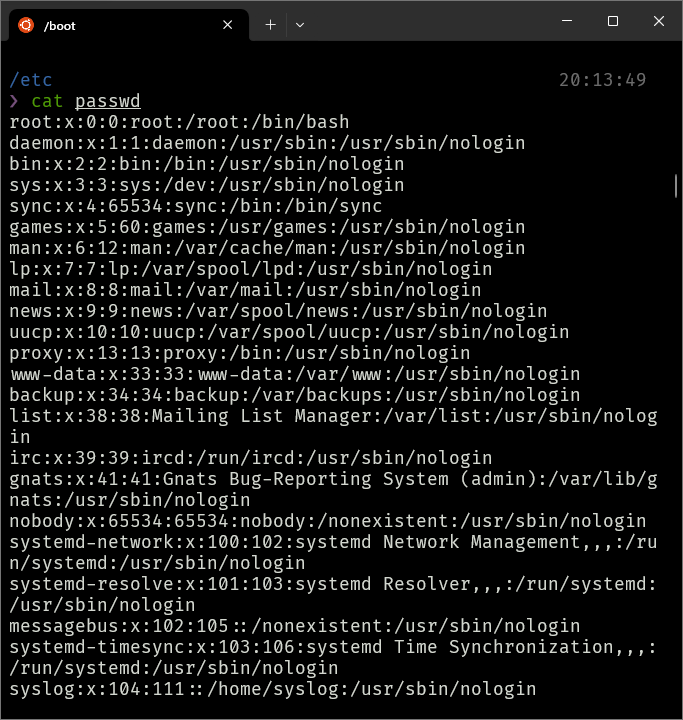 /boot
/etc 20:13:49
❯ cat passwd
root:x:0:0:root:/root:/bin/bash
daemon:x:1:1:daemon:/usr/sbin:/usr/sbin/nologin
bin:x:2:2:bin:/bin:/usr/sbin/nologin
sys:x:3:3:sys:/dev:/usr/sbin/nologin
sync:x:4:65534:sync:/bin:/bin/sync
games:x:5:60:games:/usr/games:/usr/sbin/nologin
man:x:6:12:man:/var/cache/man:/usr/sbin/nologin
lp:x:7:7:lp:/var/spool/lpd:/usr/sbin/nologin
mail:x:8:8:mail:/var/mail:/usr/sbin/nologin
news:x:9:9:news:/var/spool/news:/usr/sbin/nologin
uucp:x:10:10:uucp:/var/spool/uucp:/usr/sbin/nologin
proxy:x:13:13:proxy:/bin:/usr/sbin/nologin
www-data:x:33:33:www-data:/var/www:/usr/sbin/nologin
backup:x:34:34:backup:/var/backups:/usr/sbin/nologin
list:x:38:38:Mailing List Manager:/var/list:/usr/sbin/nolog
in
irc:x:39:39:ircd:/run/ircd:/usr/sbin/nologin
gnats:x:41:41:Gnats Bug-Reporting System (admin):/var/lib/g
nats:/usr/sbin/nologin
nobody:x:65534:65534:nobody:/nonexistent:/usr/sbin/nologin
systemd-network:x:100:102:systemd Network Management,,,:/ru
n/systemd:/usr/sbin/nologin
systemd-resolve:x:101:103:systemd Resolver,,,:/run/systemd:
/usr/sbin/nologin
messagebus:x:102:105::/nonexistent:/usr/sbin/nologin
systemd-timesync:x:103:106:systemd Time Synchronization,,,:
/run/systemd:/usr/sbin/nologin
syslog:x:104:111::/home/syslog:/usr/sbin/nologin